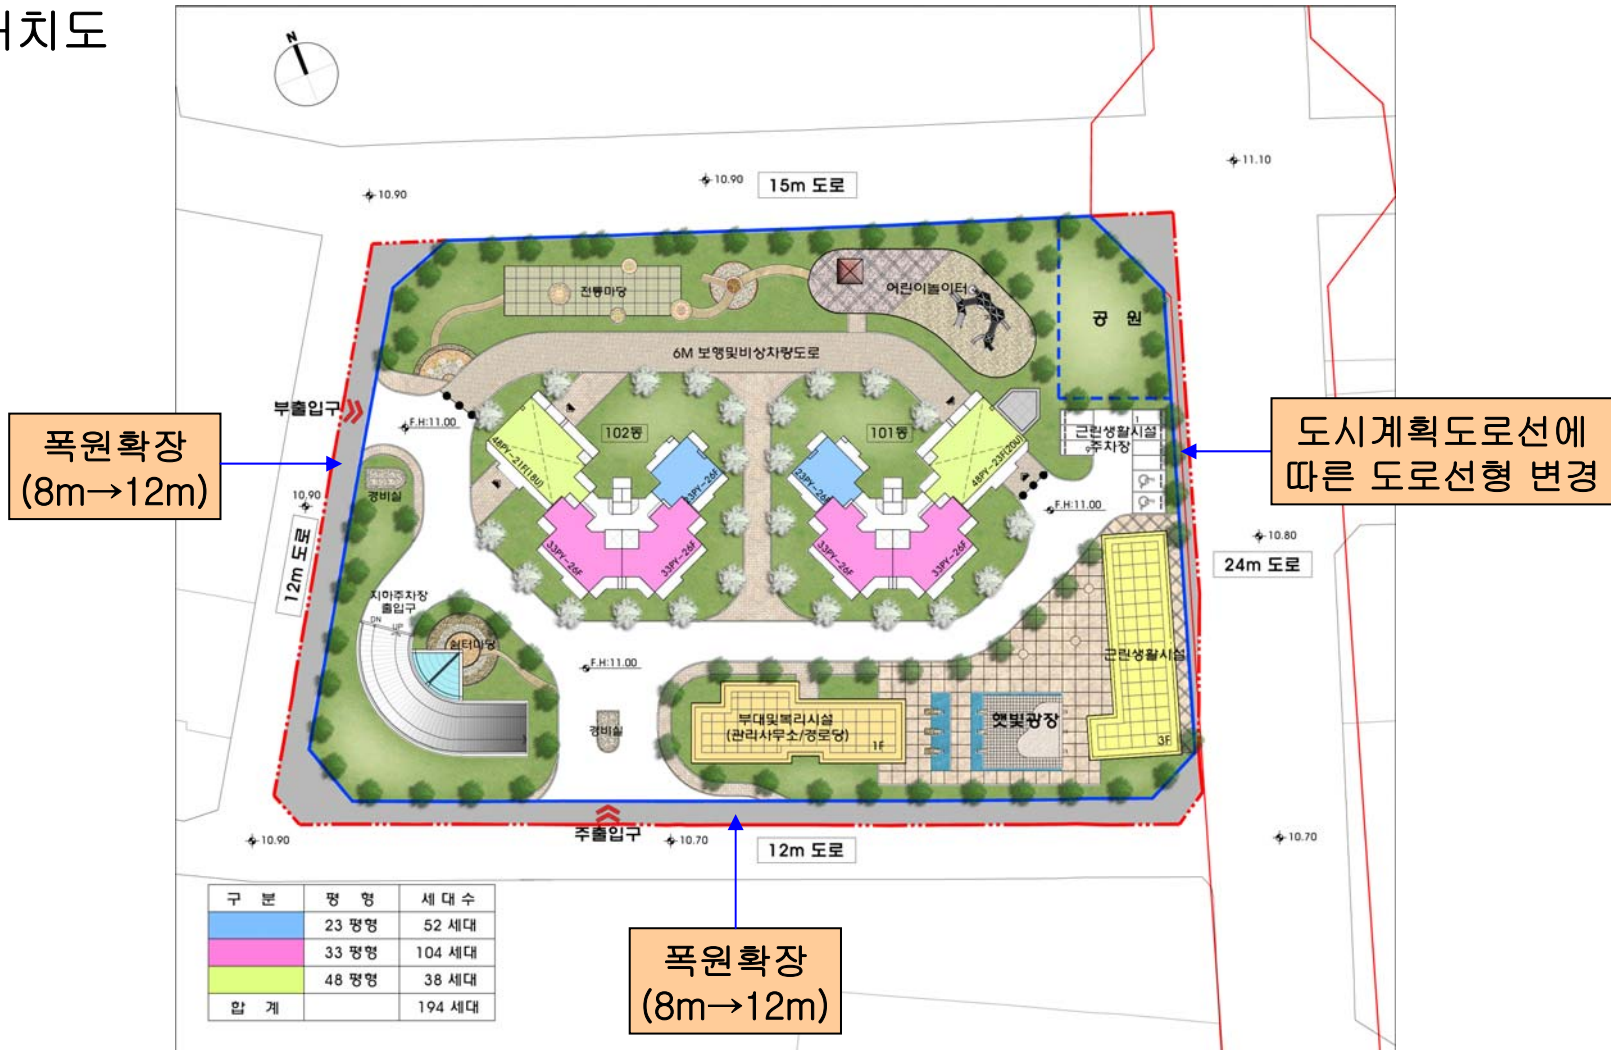 배치도
N
10.90
10.90
15m 도로
11.10
전통마당
어린이놀이터
공 원
6M 보행및비상차량도로
부출입구
F.H:11.00
102동
101동
근린생활시설
주차장
1
9
폭원확장
(8m→12m)
도시계획도로선에
따른 도로선형 변경
48PY-21F(18U)
23PY-26F
23PY-26F
48PY-23F(20U)
경비실
10.90
12m 도로
F.H:11.00
33PY-26F
33PY-26F
33PY-26F
33PY-26F
10.80
24m 도로
지하주차장
출입구
DN
UP
쉼터마당
F.H:11.00
근린생활시설
경비실
부대및복리시설
(관리사무소/경로당)
1F
햇빛광장
3F
주출입구
10.90
10.70
12m 도로
10.70
구 분 평 형 세 대 수
23 평형 52 세대
33 평형 104 세대
48 평형 38 세대
합 계 194 세대
폭원확장
(8m→12m)